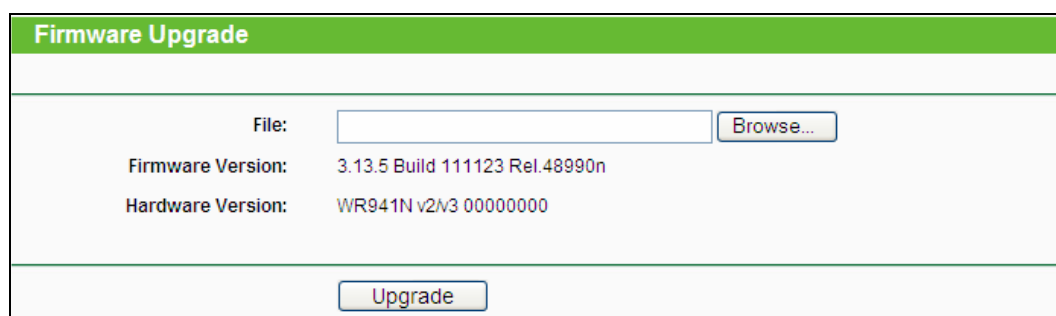 Firmware Upgrade
File: Browse...
Firmware Version: 3.13.5 Build 111123 Rel.48990n
Hardware Version: WR941N v2/v3 00000000
Upgrade